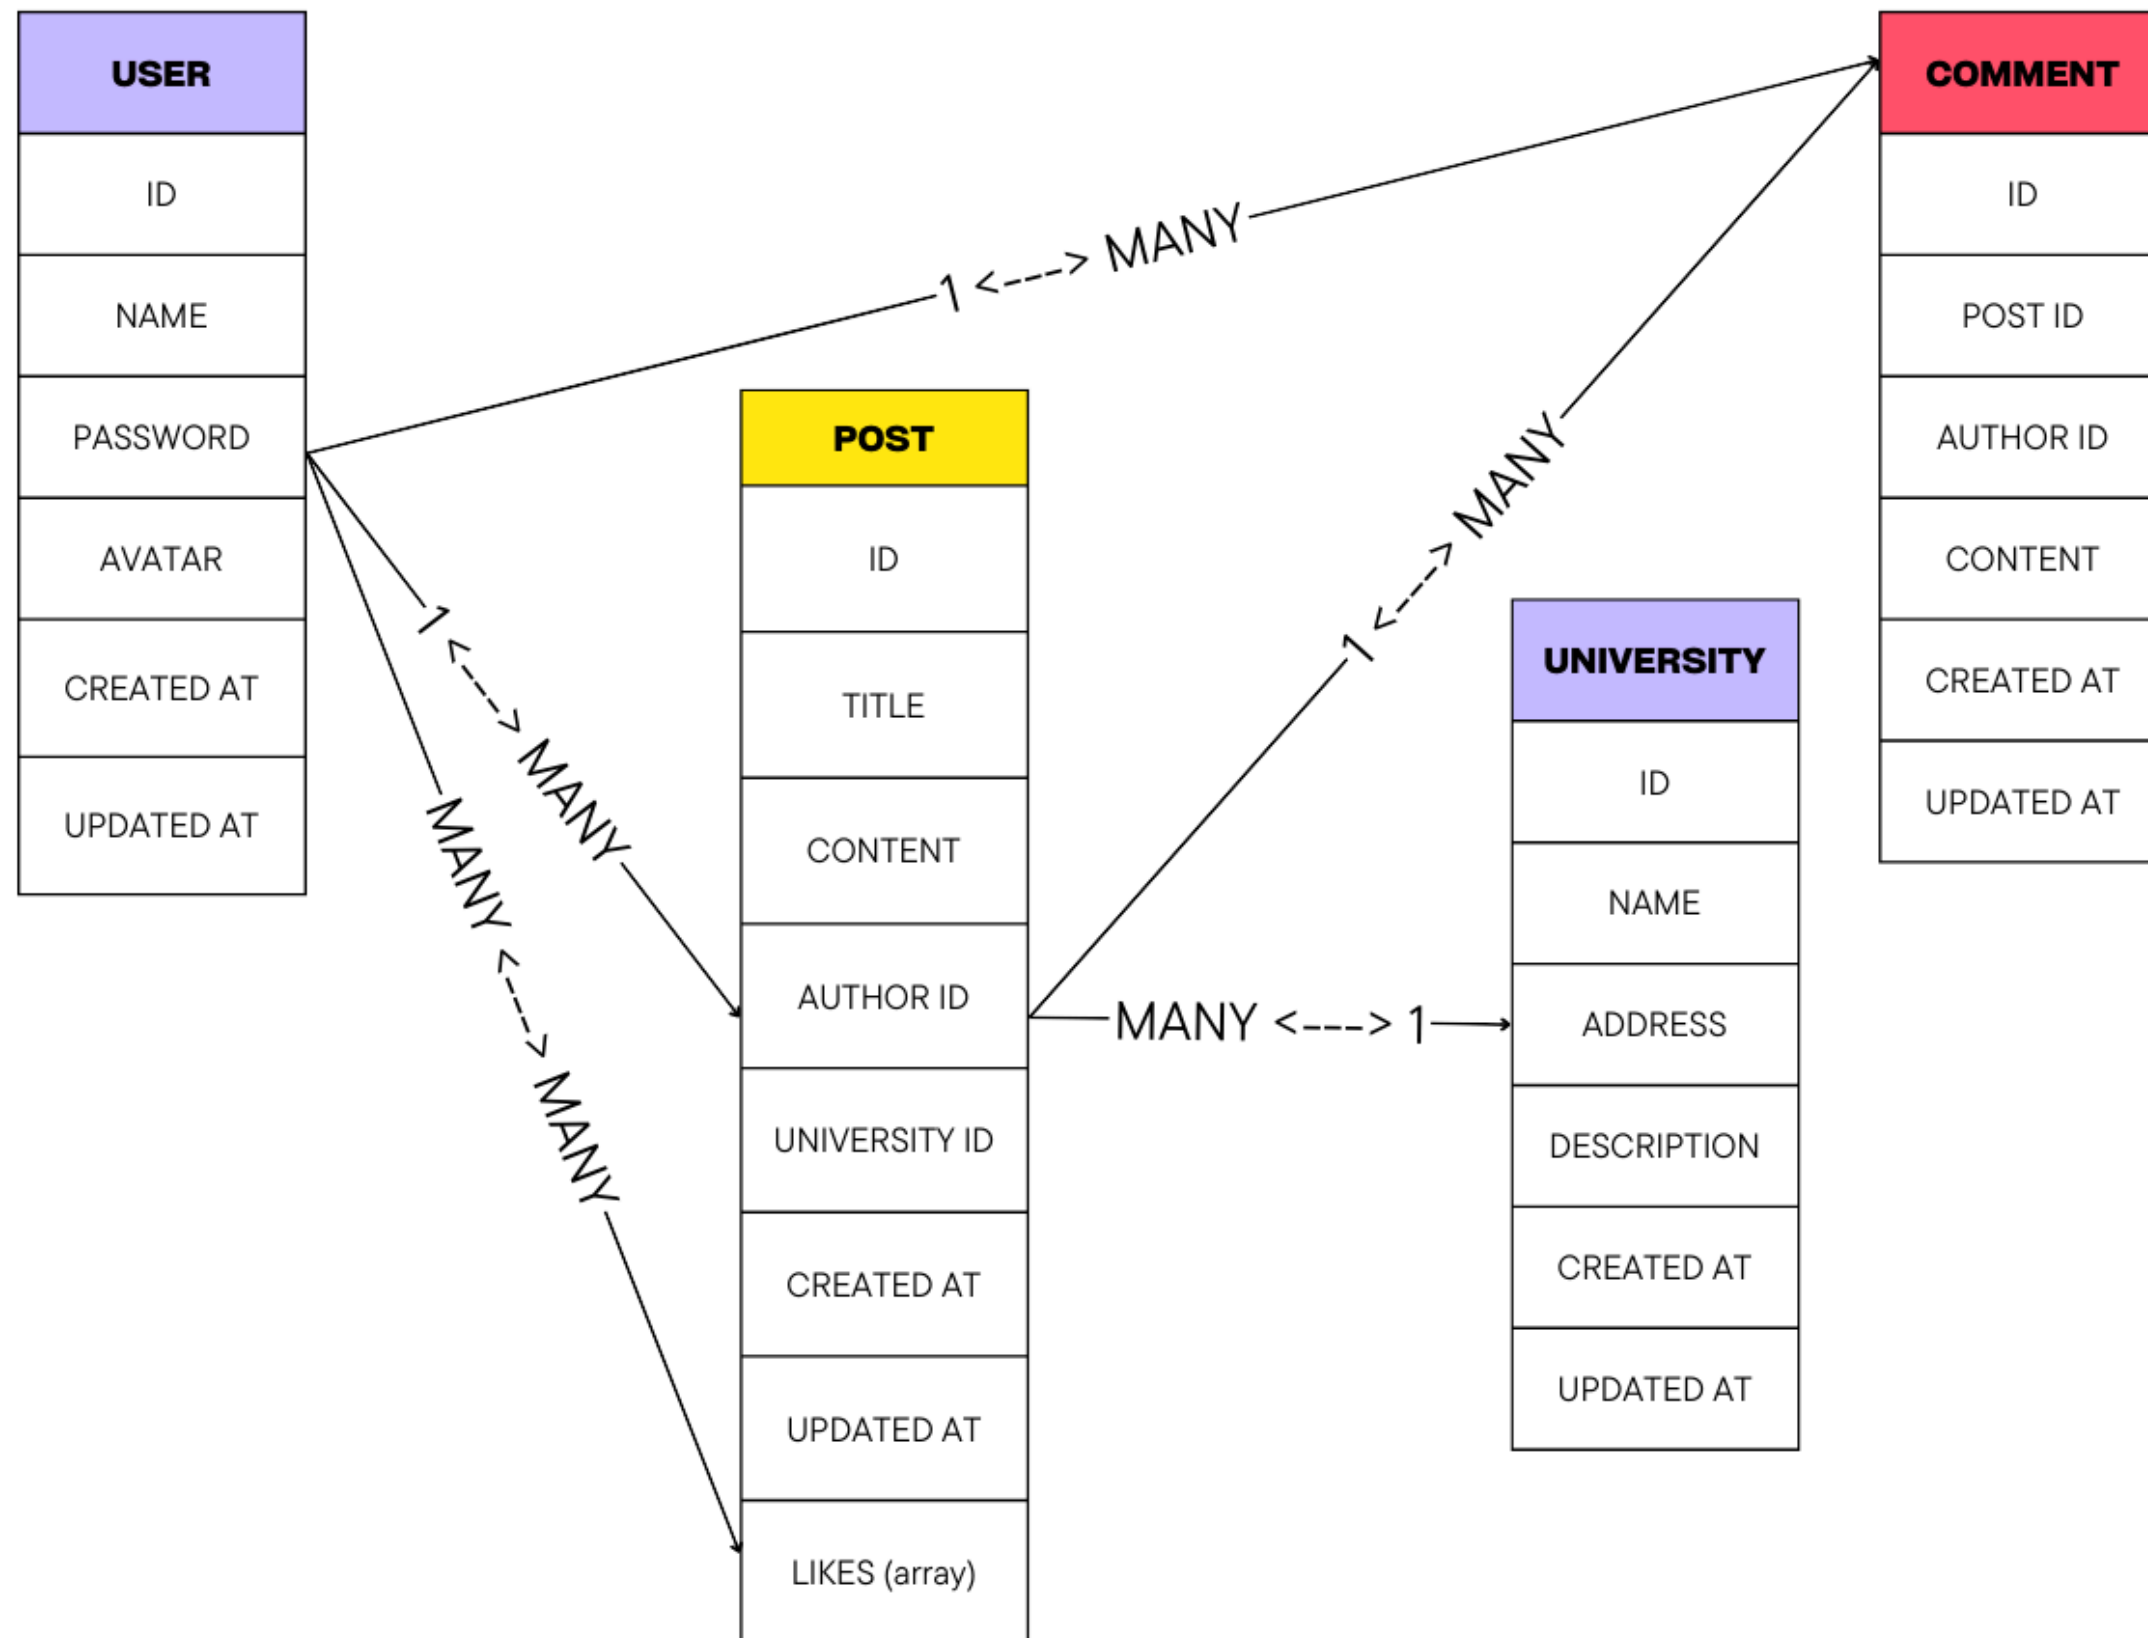 USER
ID
NAME
PASSWORD
AVATAR
CREATED AT
UPDATED AT
1 <----> MANY
1 <----> MANY
MANY <----> MANY
POST
ID
TITLE
CONTENT
AUTHOR ID
UNIVERSITY ID
CREATED AT
UPDATED AT
LIKES (array)
1 <----> MANY
MANY <---> 1
UNIVERSITY
ID
NAME
ADDRESS
DESCRIPTION
CREATED AT
UPDATED AT
COMMENT
ID
POST ID
AUTHOR ID
CONTENT
CREATED AT
UPDATED AT